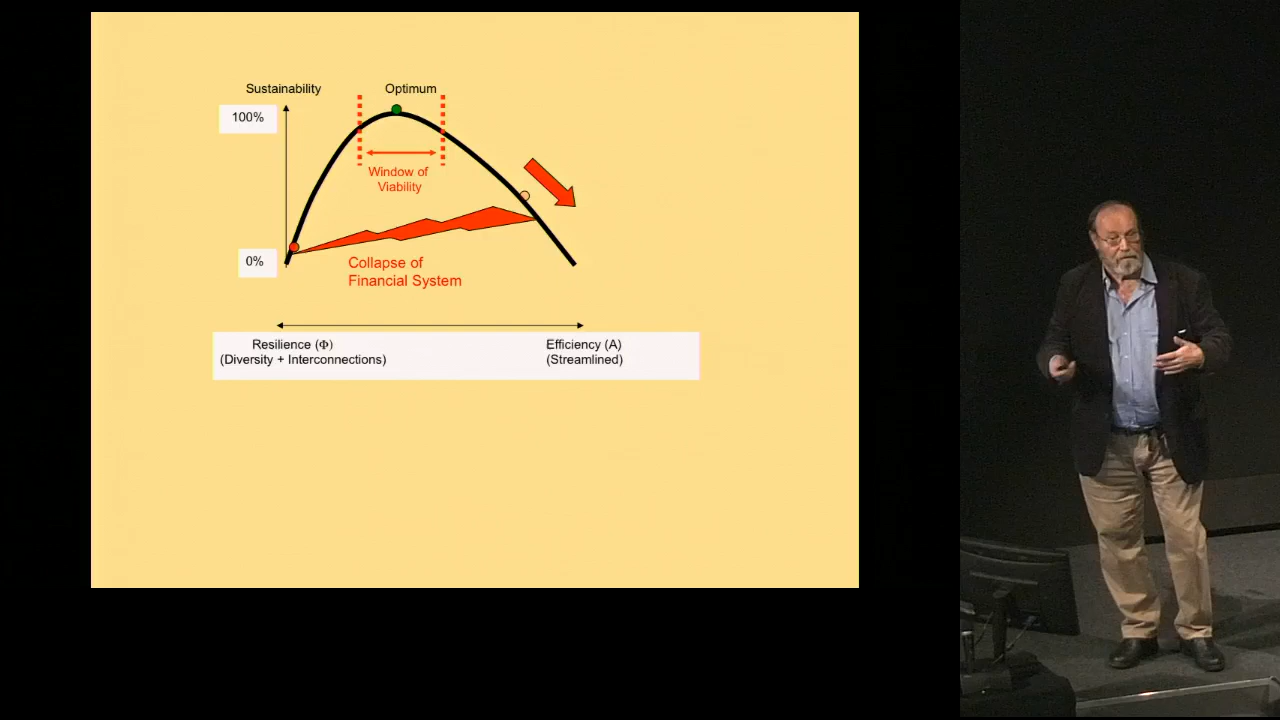 Sustainability
Optimum
100%
Window of
Viability
0%
Collapse of
Financial System
Resilience (Φ)
(Diversity + Interconnections)
Efficiency (A)
(Streamlined)